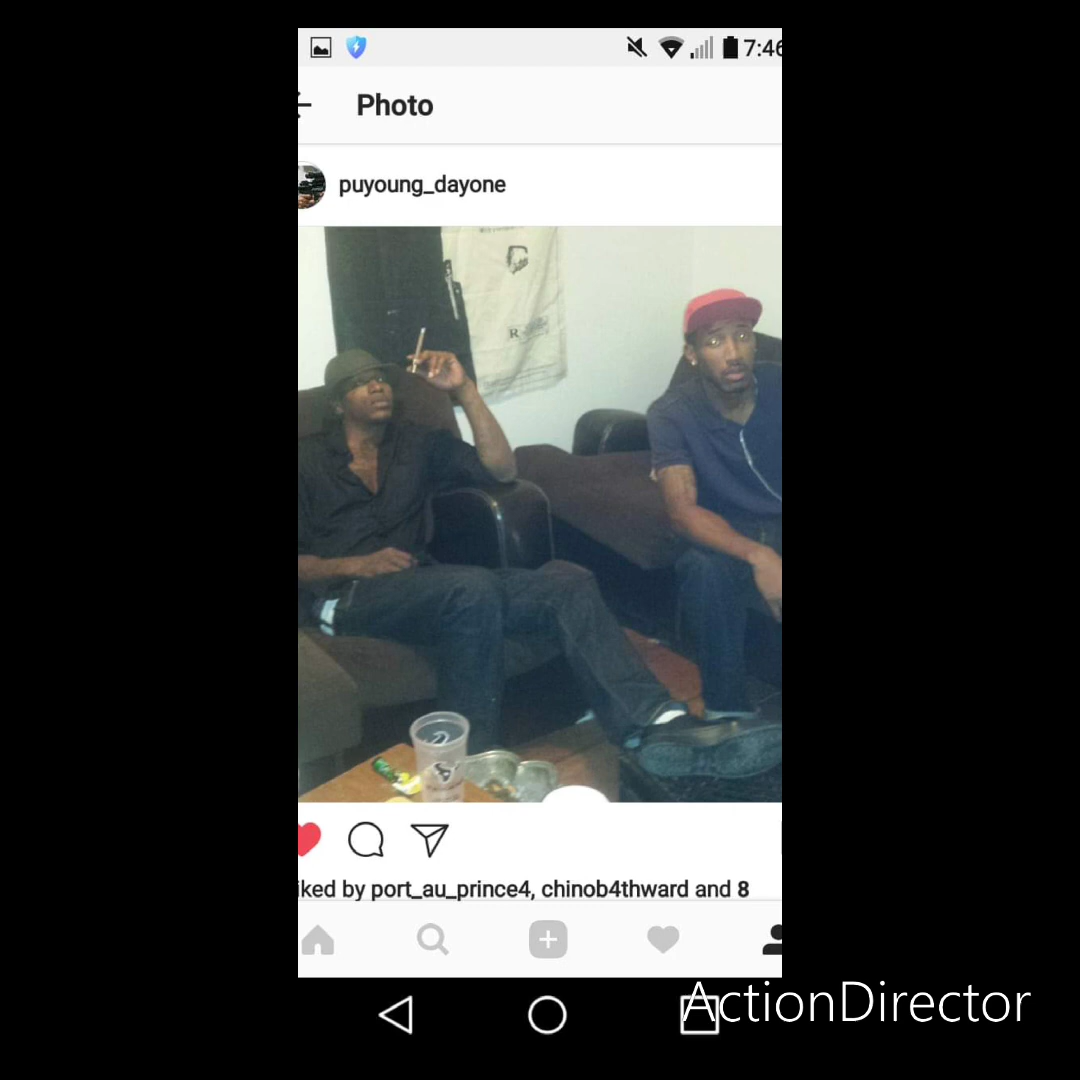 7:46
Photo
puyoung_dayone
R
iked by port_au_prince4, chinob4thward and 8
ActionDirector